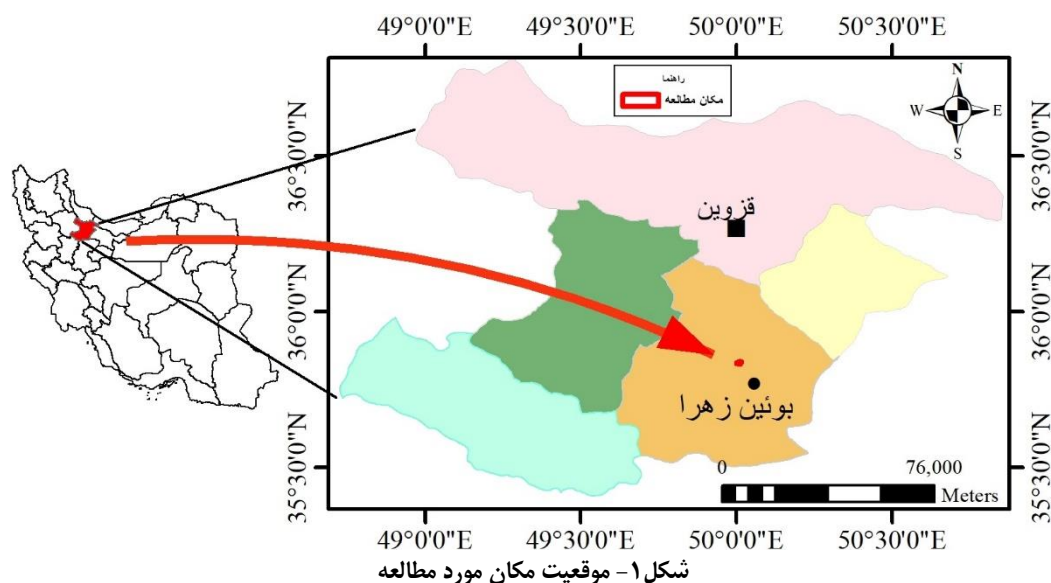 49°0'0"E 49°30'0"E 50°0'0"E 50°30'0"E
راهنما
مکان مطالعه
N
W E
S
36°30'0"N 36°30'0"N
قزوین
36°0'0"N 36°0'0"N
بوئین زهرا
35°30'0"N 35°30'0"N
0 76,000
Meters
49°0'0"E 49°30'0"E 50°0'0"E 50°30'0"E
شکل۱- موقعیت مکان مورد مطالعه